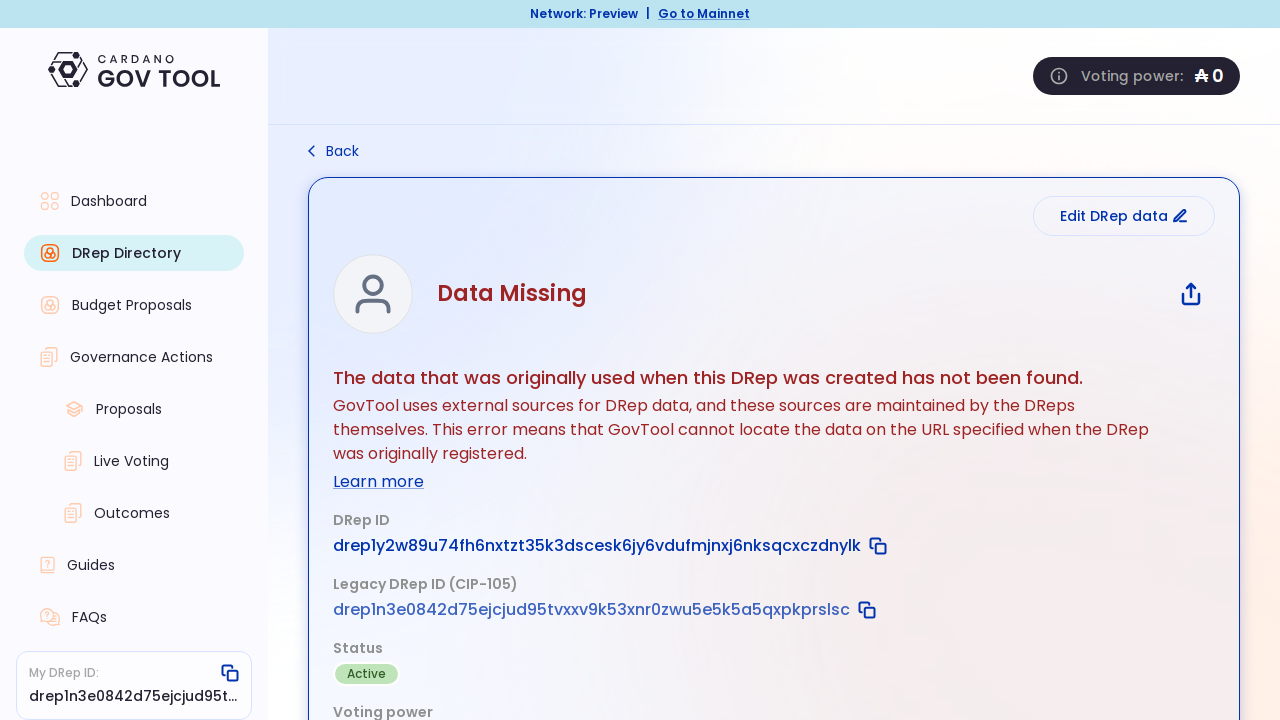 Network: Preview | Go to Mainnet
CARDANO
GOV TOOL
Voting power: ₳ 0
Back
Dashboard
DRep Directory
Budget Proposals
Governance Actions
Proposals
Live Voting
Outcomes
Guides
FAQs
My DRep ID:
drep1n3e0842d75ejcjud95t...
Edit DRep data
Data Missing
The data that was originally used when this DRep was created has not been found.
GovTool uses external sources for DRep data, and these sources are maintained by the DReps
themselves. This error means that GovTool cannot locate the data on the URL specified when the DRep
was originally registered.
Learn more
DRep ID
drep1y2w89u74fh6nxtzt35k3dscesk6jy6vdufmjnxj6nksqcxczdnylk
Legacy DRep ID (CIP-105)
drep1n3e0842d75ejcjud95tvxxv9k53xnr0zwu5e5k5a5qxpkprslsc
Status
Active
Voting power